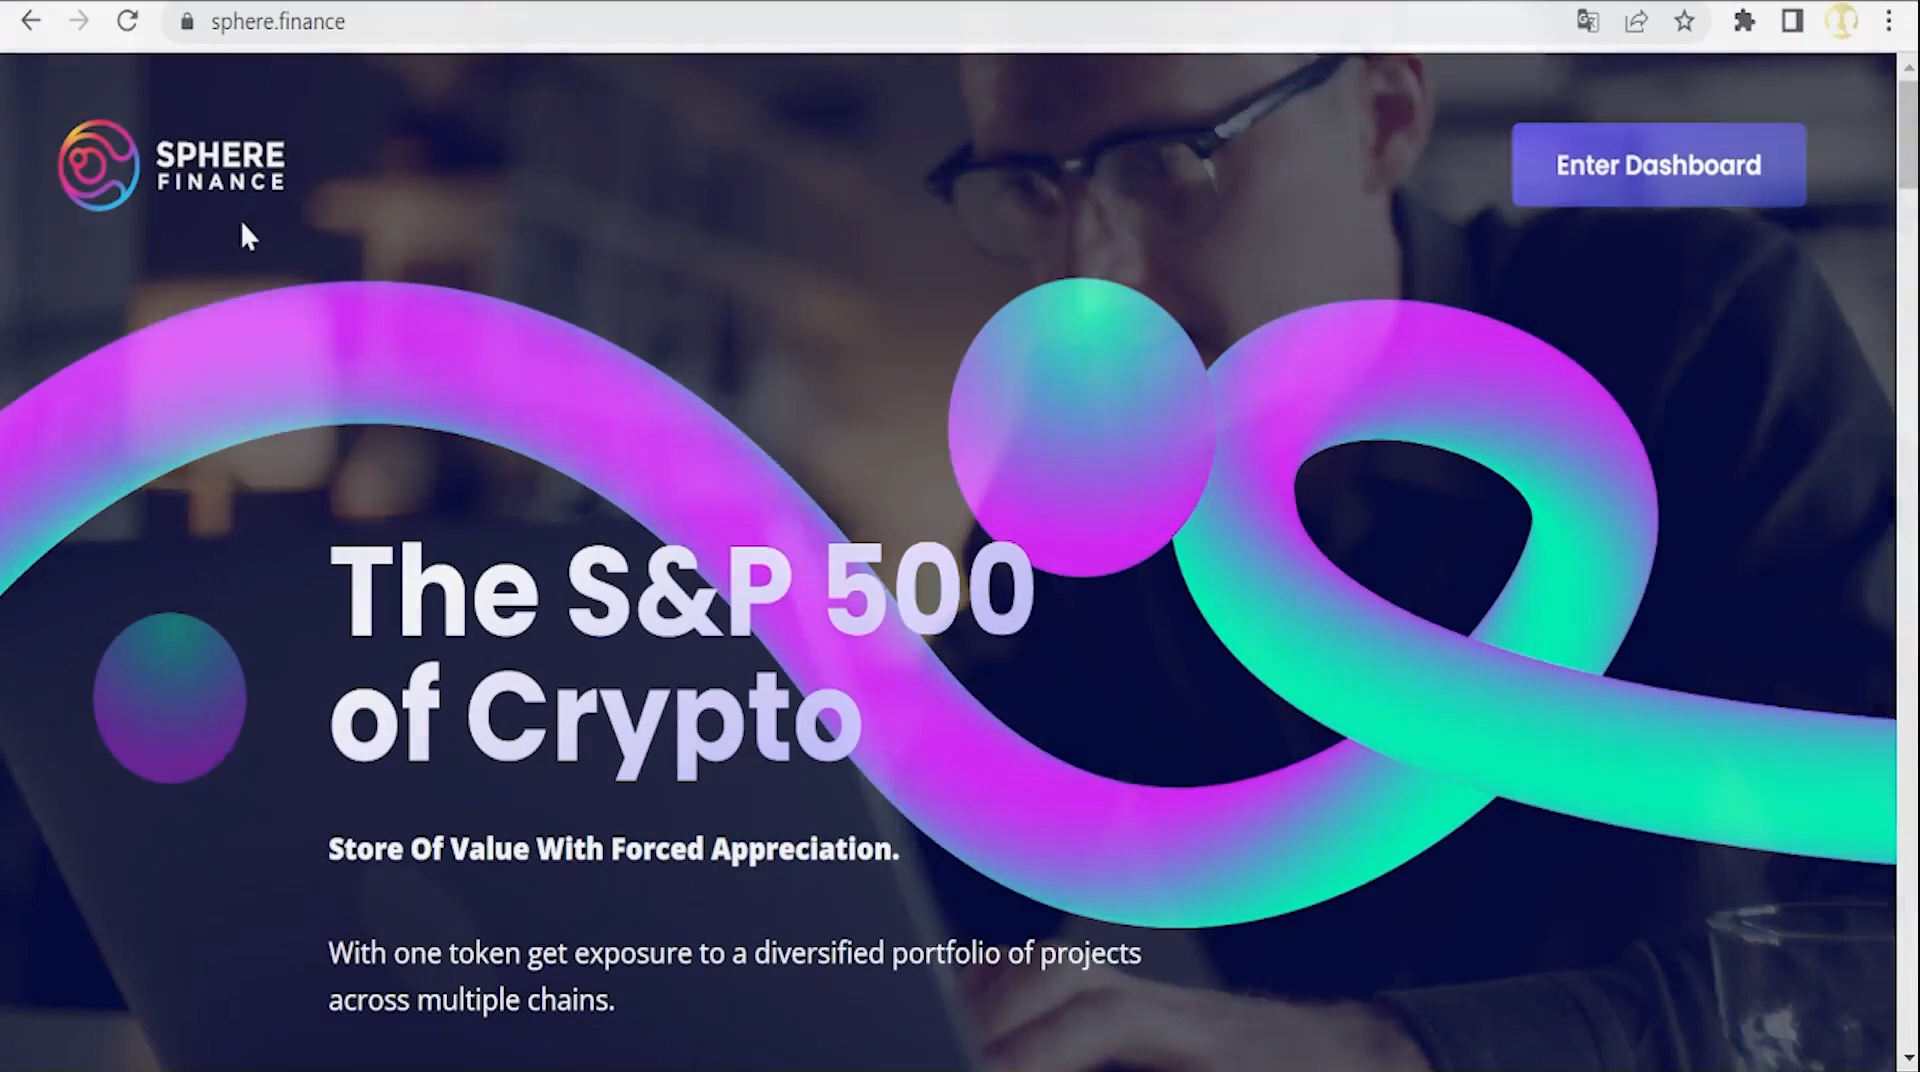 sphere.finance
SPHERE
FINANCE
Enter Dashboard
The S&P 500
of Crypto
Store Of Value With Forced Appreciation.
With one token get exposure to a diversified portfolio of projects
across multiple chains.